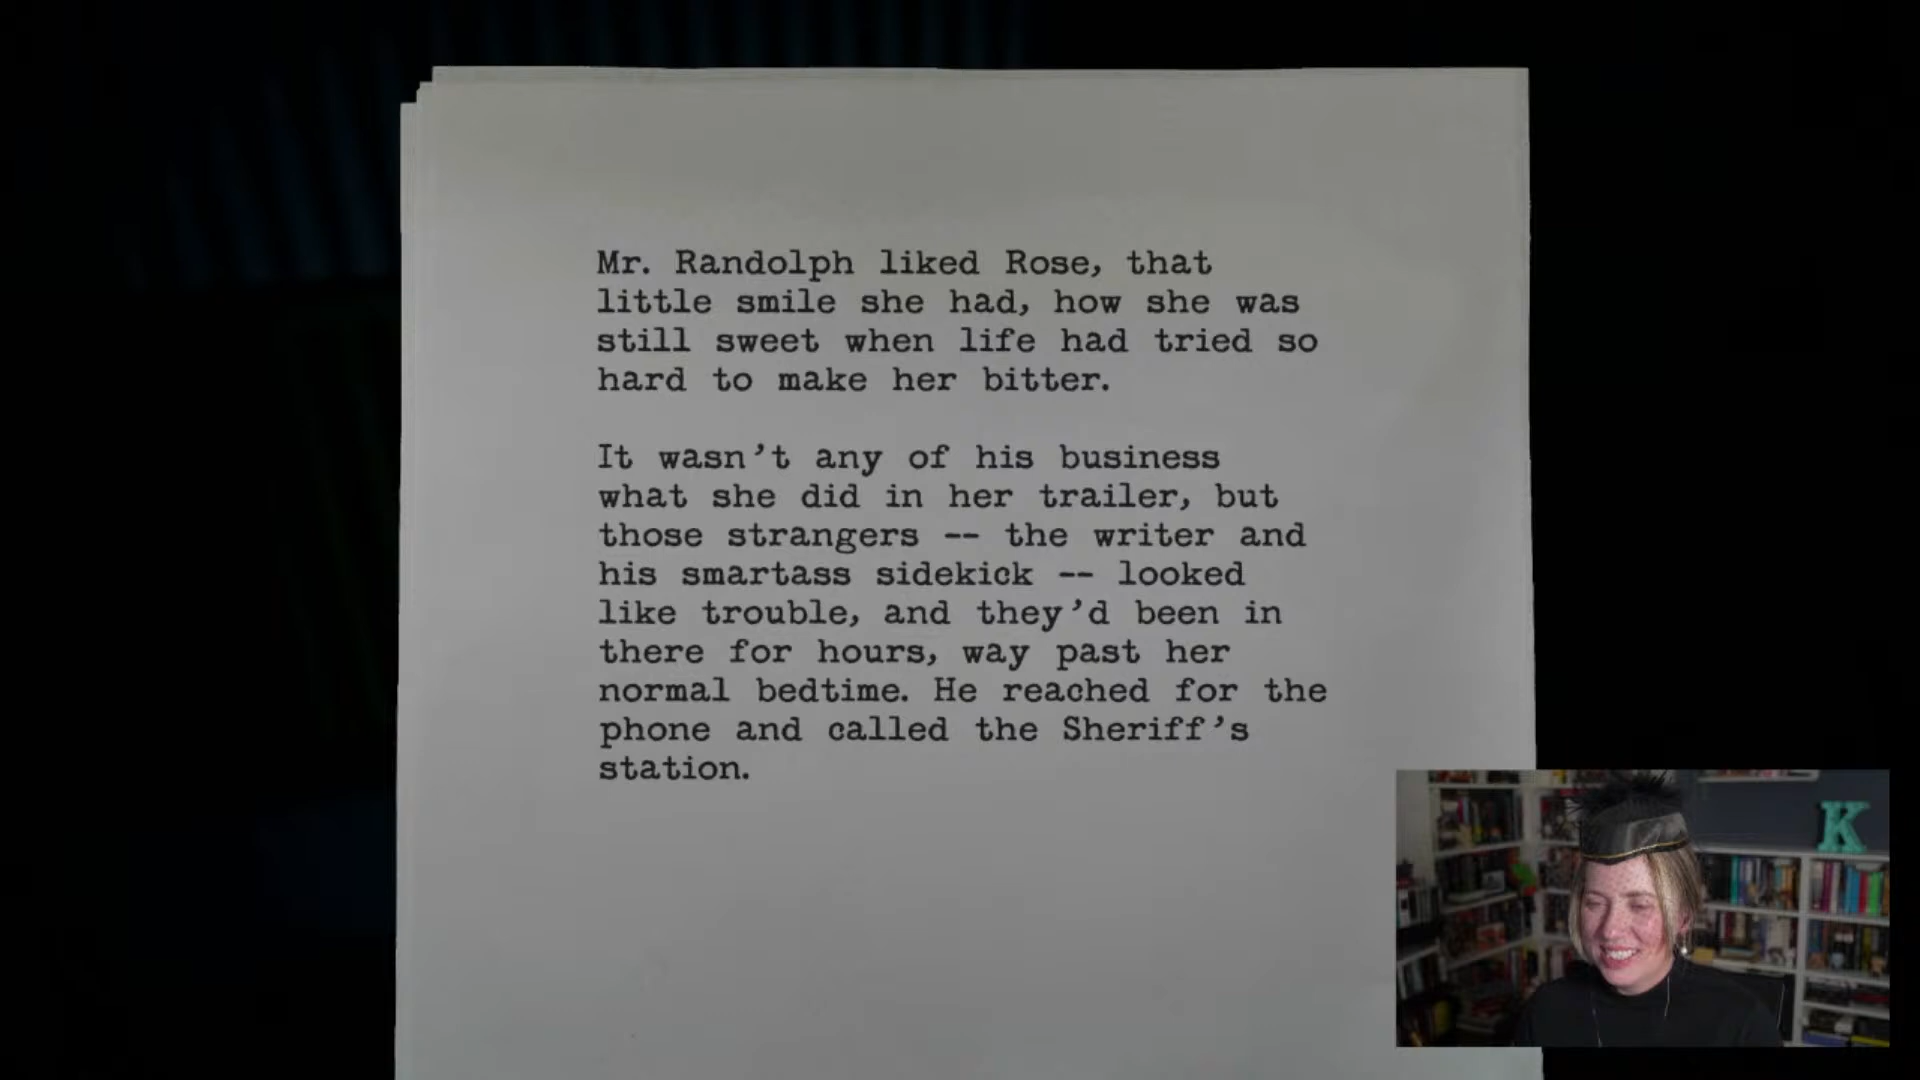 Mr. Randolph liked Rose, that
little smile she had, how she was
still sweet when life had tried so
hard to make her bitter.
It wasn't any of his business
what she did in her trailer, but
those strangers -- the writer and
his smartass sidekick -- looked
like trouble, and they'd been in
there for hours, way past her
normal bedtime. He reached for the
phone and called the Sheriff's
station.
K